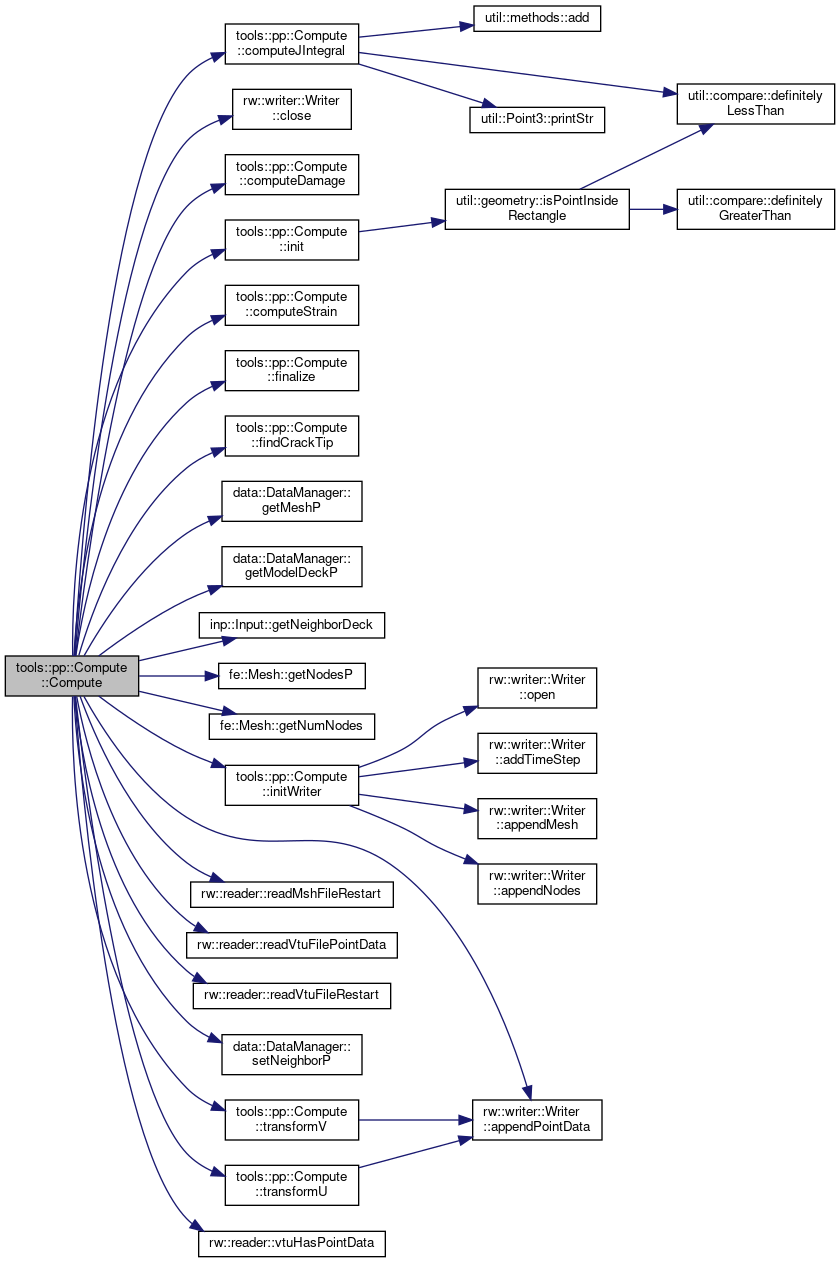 tools::pp::Compute
::computeJIntegral
util::methods::add
util::compare::definitely
LessThan
util::Point3::printStr
rw::writer::Writer
::close
tools::pp::Compute
::computeDamage
tools::pp::Compute
::init
util::geometry::isPointInside
Rectangle
util::compare::definitely
GreaterThan
tools::pp::Compute
::computeStrain
tools::pp::Compute
::finalize
tools::pp::Compute
::findCrackTip
data::DataManager::
getMeshP
data::DataManager::
getModelDeckP
inp::Input::getNeighborDeck
tools::pp::Compute
::Compute
fe::Mesh::getNodesP
fe::Mesh::getNumNodes
tools::pp::Compute
::initWriter
rw::writer::Writer
::open
rw::writer::Writer
::addTimeStep
rw::writer::Writer
::appendMesh
rw::writer::Writer
::appendNodes
rw::reader::readMshFileRestart
rw::reader::readVtuFilePointData
rw::reader::readVtuFileRestart
data::DataManager::
setNeighborP
tools::pp::Compute
::transformV
rw::writer::Writer
::appendPointData
tools::pp::Compute
::transformU
rw::reader::vtuHasPointData